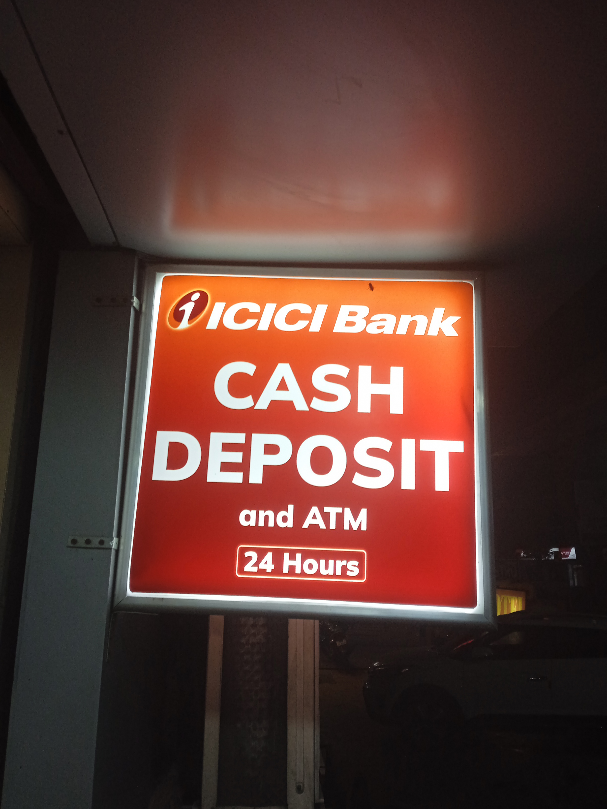 i ICICI Bank
CASH
DEPOSIT
and ATM
24 Hours